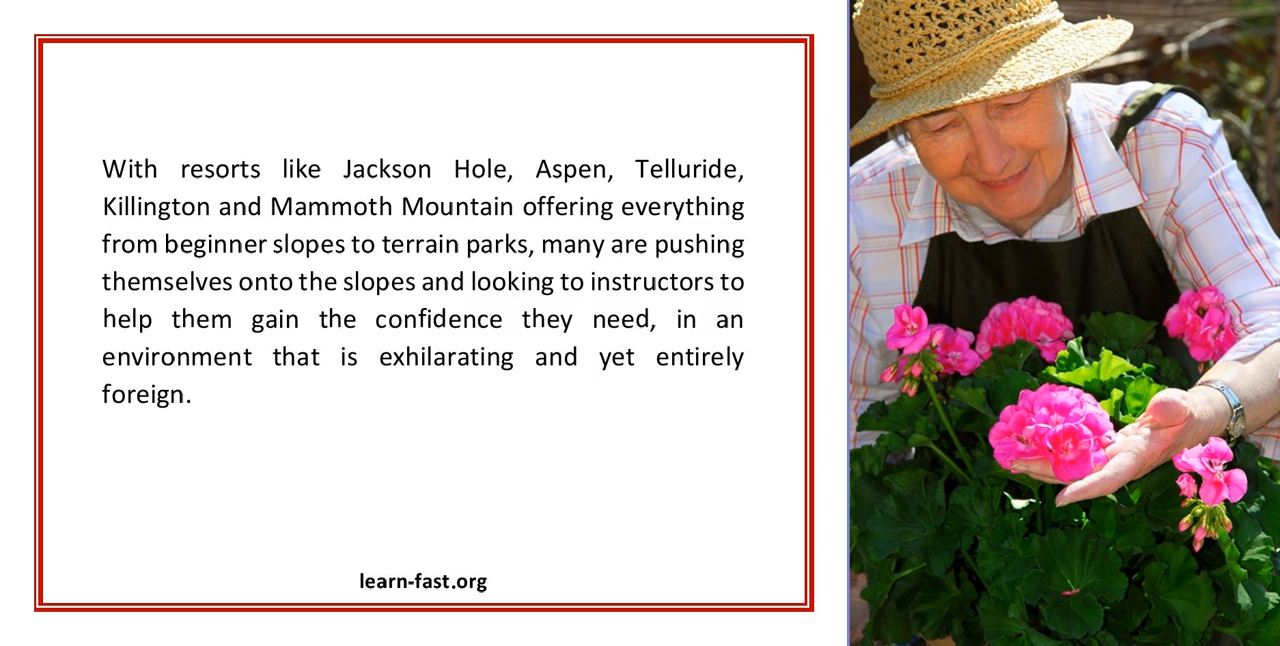 With resorts like Jackson Hole, Aspen, Telluride,
Killington and Mammoth Mountain offering everything
from beginner slopes to terrain parks, many are pushing
themselves onto the slopes and looking to instructors to
help them gain the confidence they need, in an
environment that is exhilarating and yet entirely
foreign.
learn-fast.org